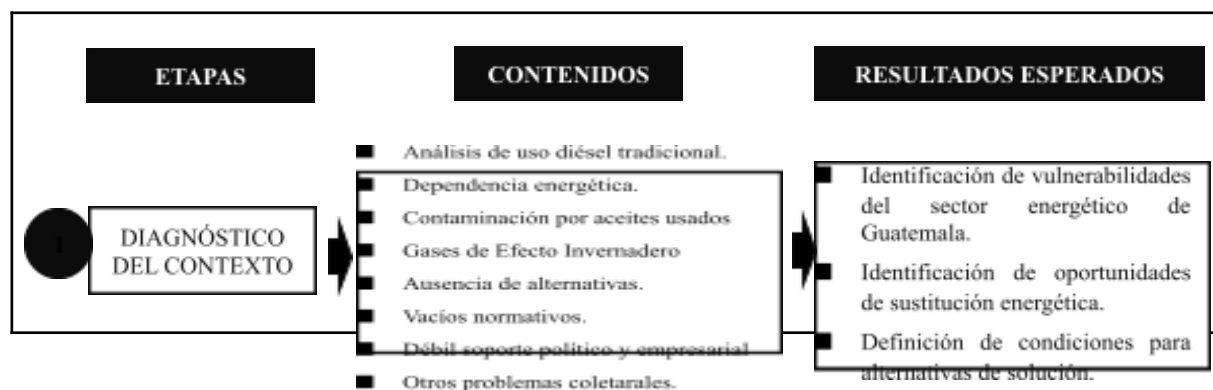 ETAPAS
CONTENIDOS
RESULTADOS ESPERADOS
1
DIAGNÓSTICO
DEL CONTEXTO
Análisis de uso diésel tradicional.
Dependencia energética.
Contaminación por aceites usados
Gases de Efecto Invernadero
Ausencia de alternativas.
Vacíos normativos.
Débil soporte político y empresarial
Otros problemas coletarales.
Identificación de vulnerabilidades
del sector energético de
Guatemala.
Identificación de oportunidades
de sustitución energética.
Definición de condiciones para
alternativas de solución.